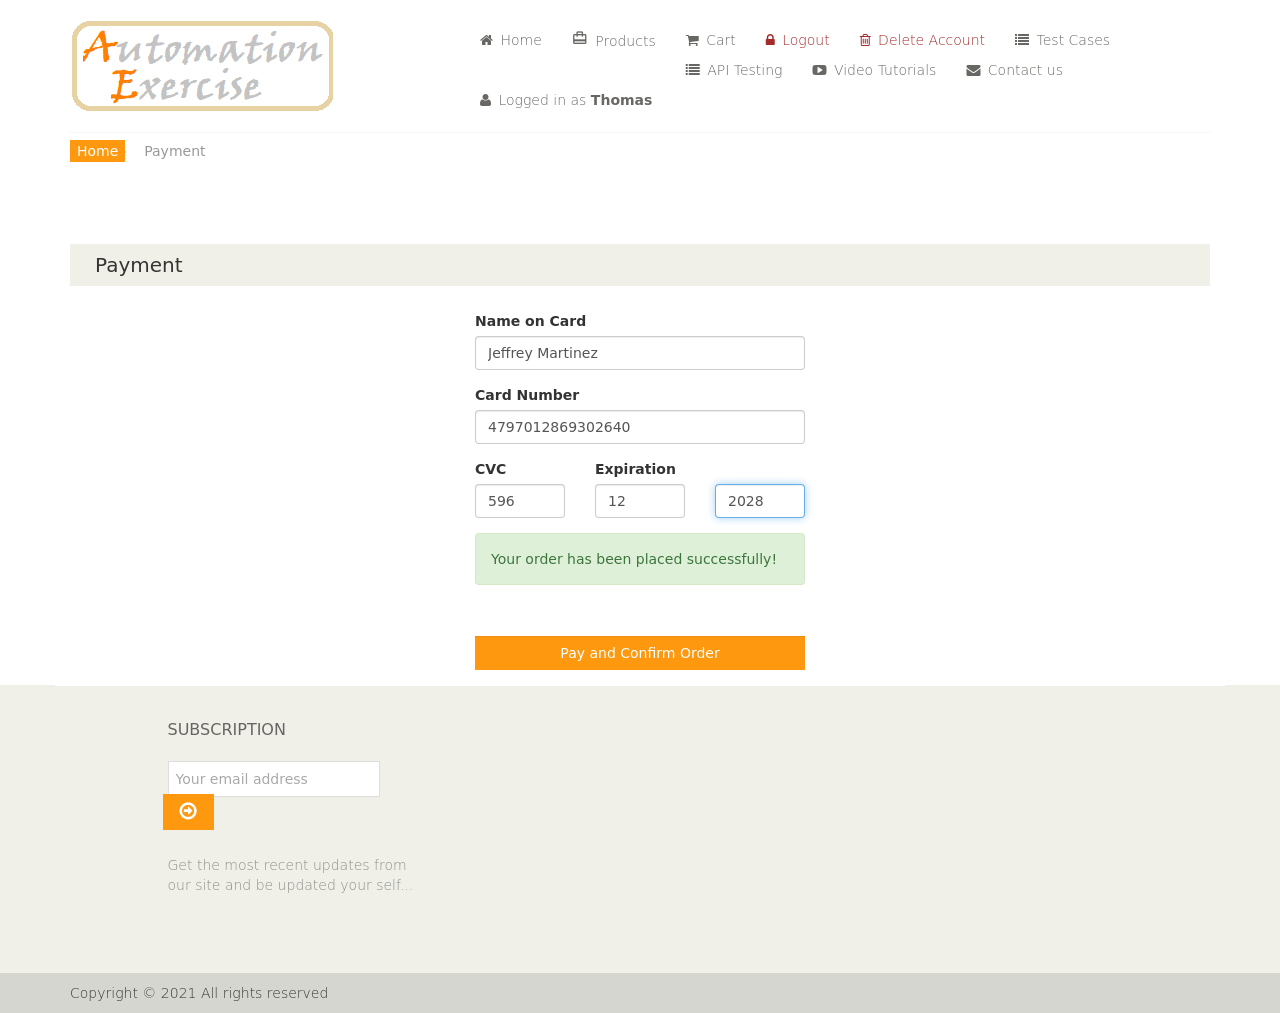 Automation
Exercise
Home
Products
Cart
Logout
Delete Account
Test Cases
API Testing
Video Tutorials
Contact us
Logged in as Thomas
Home
Payment
Payment
Name on Card
Jeffrey Martinez
Card Number
4797012869302640
CVC
Expiration
596
12
2028
Your order has been placed successfully!
Pay and Confirm Order
SUBSCRIPTION
Your email address
Get the most recent updates from
our site and be updated your self...
Copyright © 2021 All rights reserved